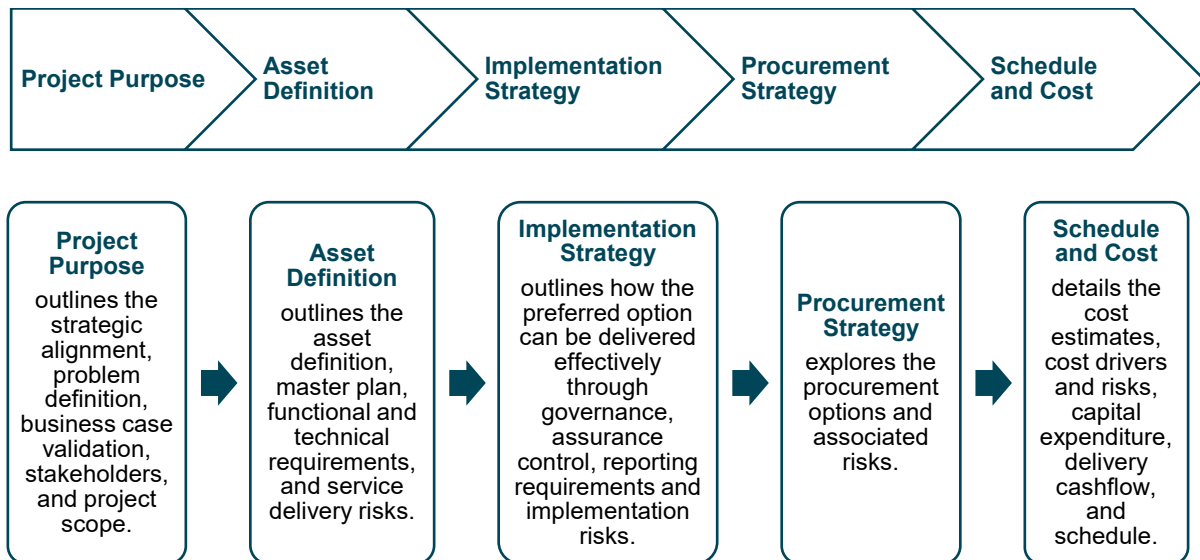 Project Purpose
Asset
Definition
Implementation
Strategy
Procurement
Strategy
Schedule
and Cost
Project
Purpose
outlines the
strategic
alignment,
problem
definition,
business case
validation,
stakeholders,
and project
scope.
Asset
Definition
outlines the
asset
definition,
master plan,
functional and
technical
requirements,
and service
delivery risks.
Implementation
Strategy
outlines how the
preferred option
can be delivered
effectively
through
governance,
assurance
control, reporting
requirements and
implementation
risks.
Procurement
Strategy
explores the
procurement
options and
associated
risks.
Schedule
and Cost
details the
cost
estimates,
cost drivers
and risks,
capital
expenditure,
delivery
cashflow,
and
schedule.